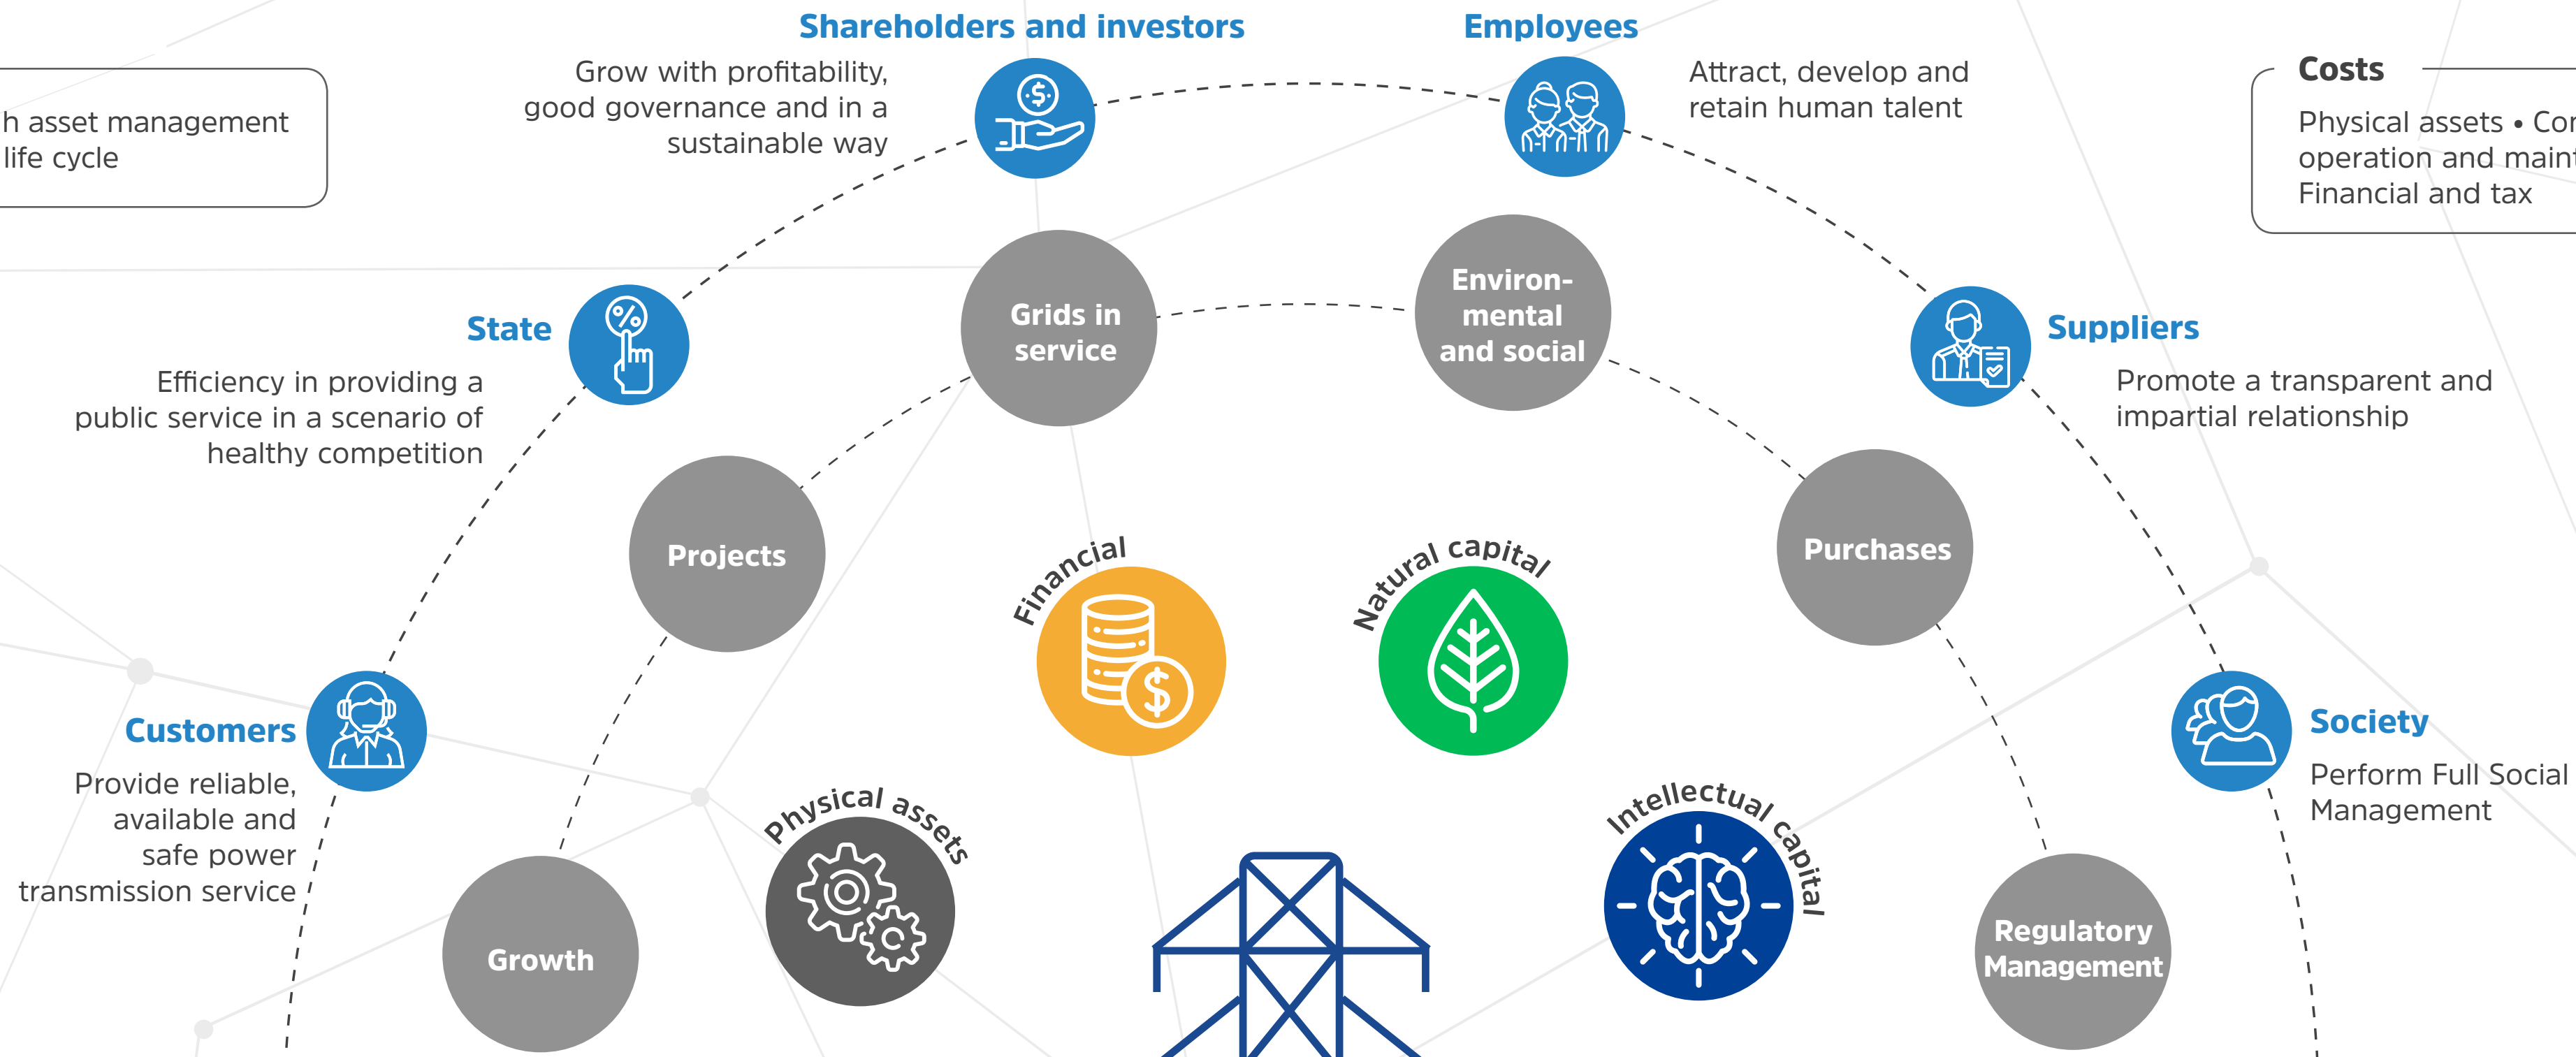 Shareholders and investors
Grow with profitability,
good governance and in a
sustainable way
Employees
Attract, develop and
retain human talent
Costs
Physical assets •
operation and
Financial and tax
asset management
life cycle
State
Efficiency in providing a
public service in a scenario of
healthy competition
Suppliers
Promote a transparent and
impartial relationship
Customers
Provide reliable,
available and
safe power
transmission service
Society
Perform Full Social
Management
Grids in
service
Environ-
mental
and social
Projects
Purchases
Growth
Regulatory
Management
Financial
Natural capital
Physical assets
Intellectual capital